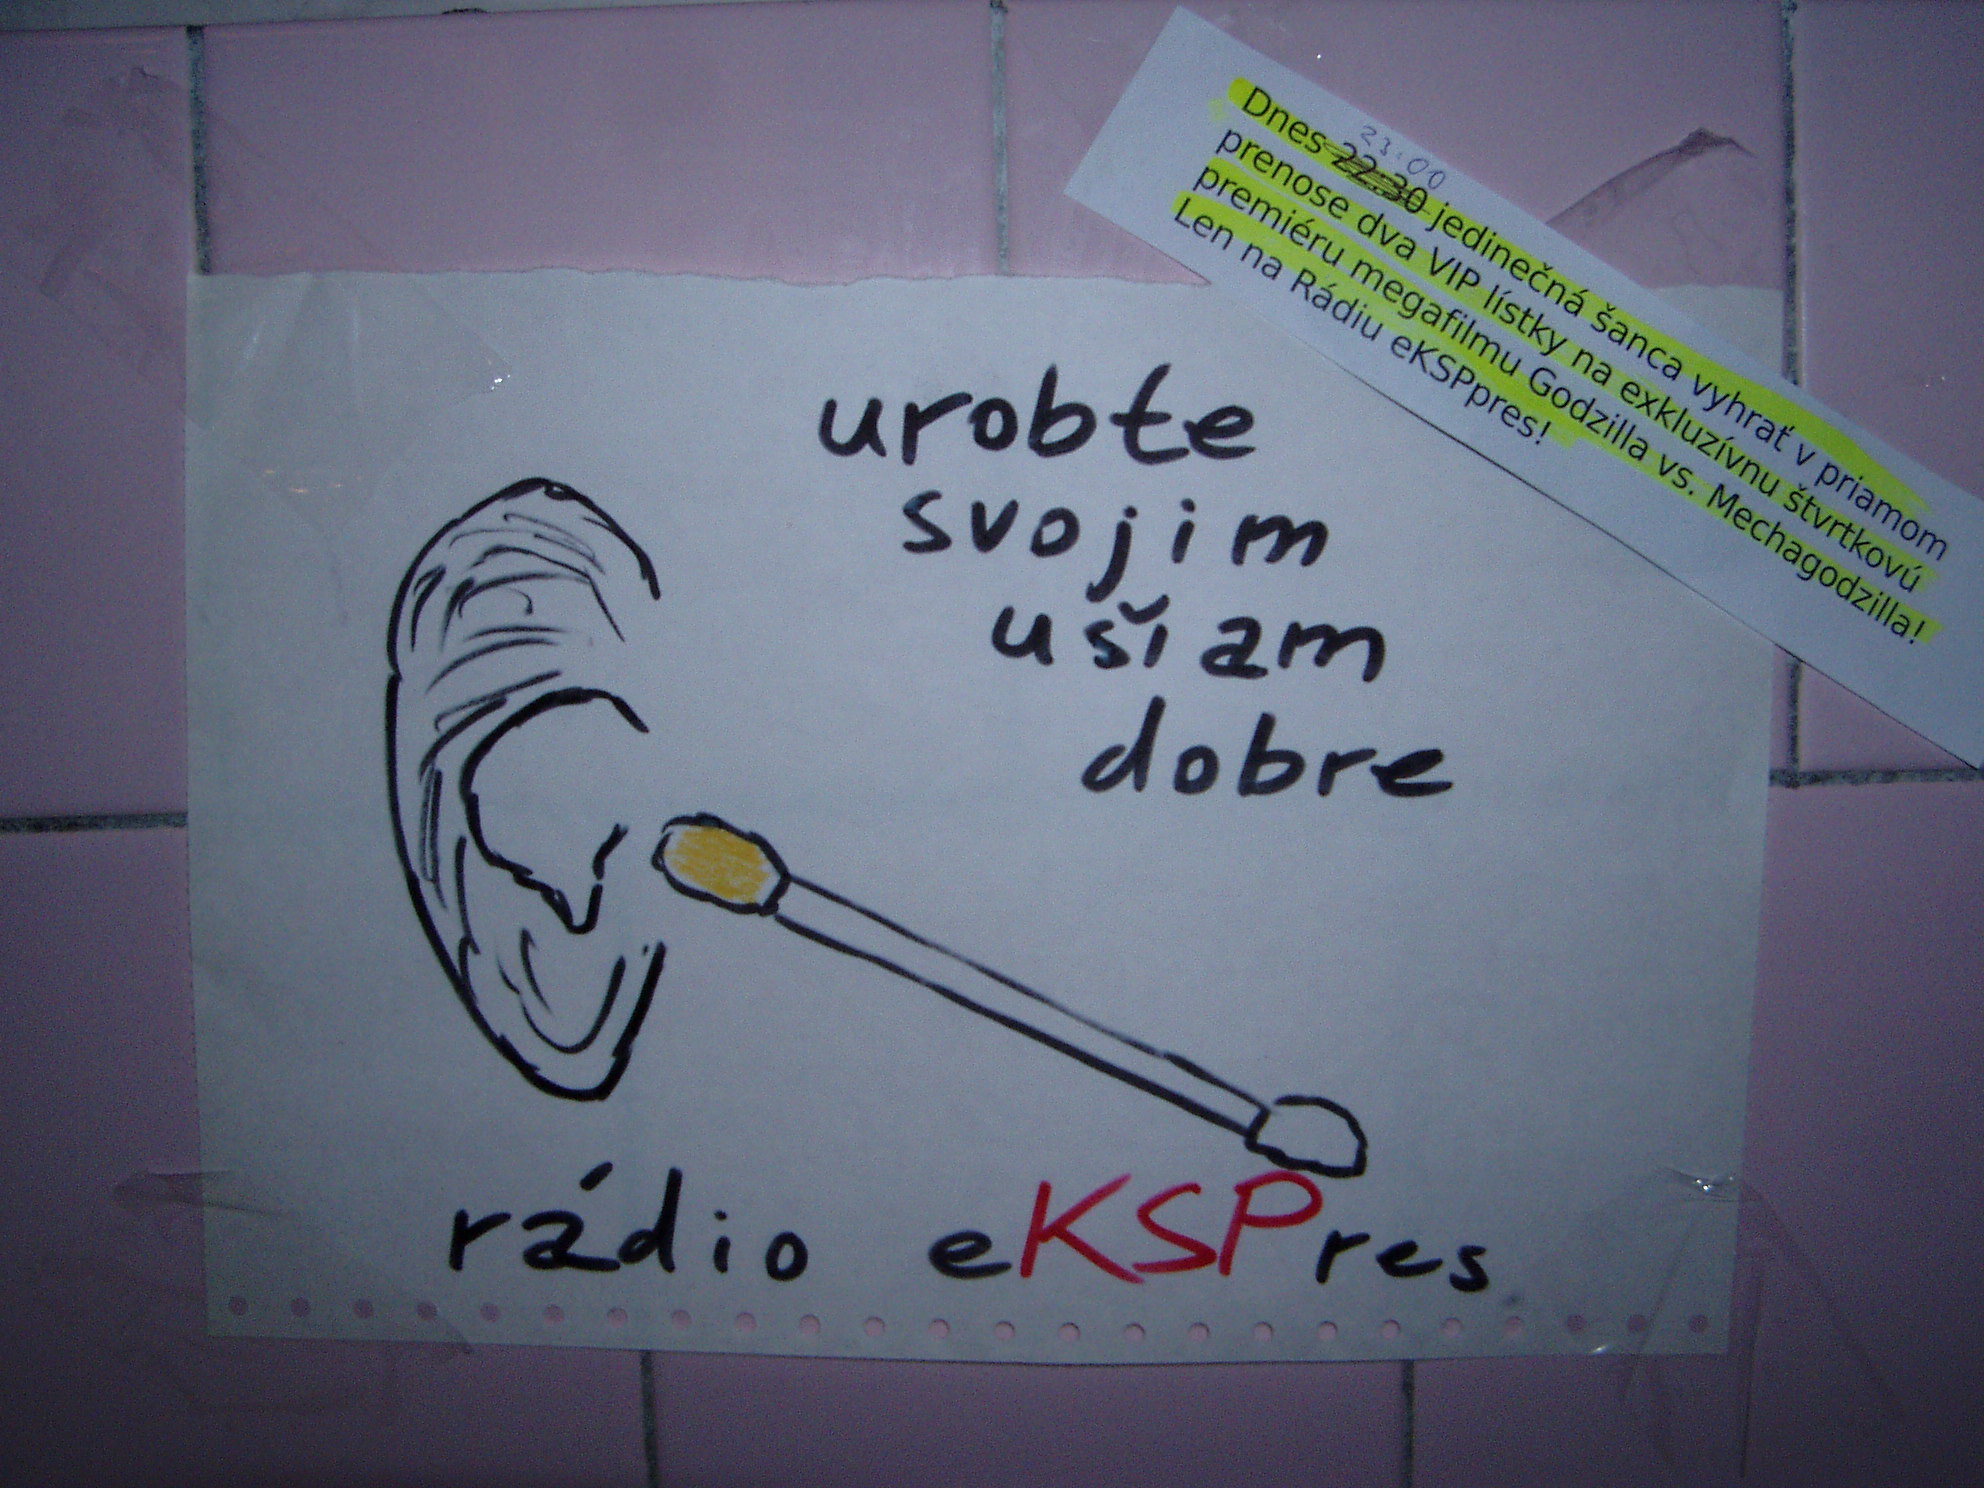 23:00
Dnes 22.30 jedinečná šanca vyhrať v priamom
prenose dva VIP lístky na exkluzívnu štvrtkovú
premiéru megafilmu Godzilla vs. Mechagodzilla!
Len na Rádiu eKSPpres!
urobte
svojim
ušiam
dobre
rádio eKSPres